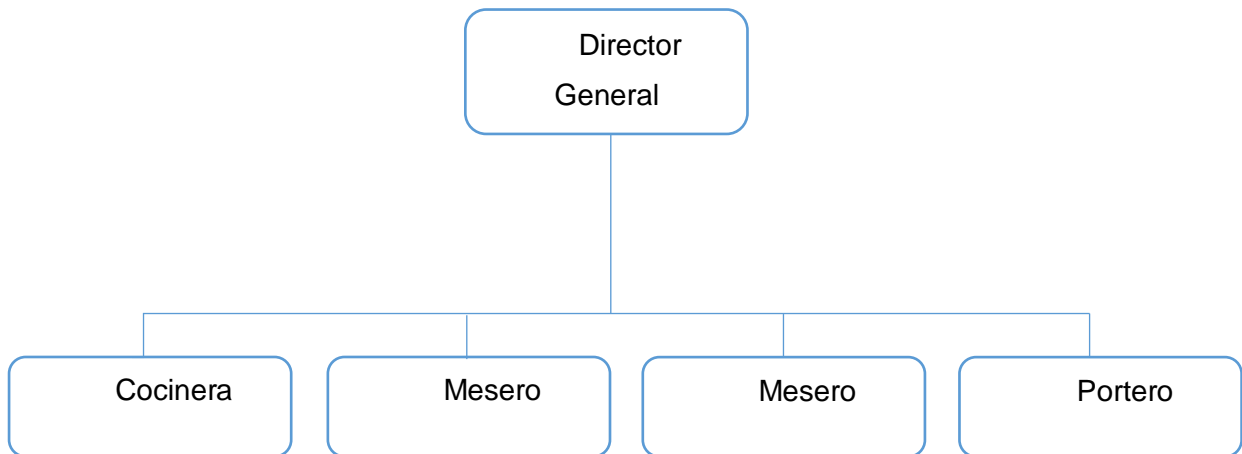 Director
General
Cocinera
Mesero
Mesero
Portero